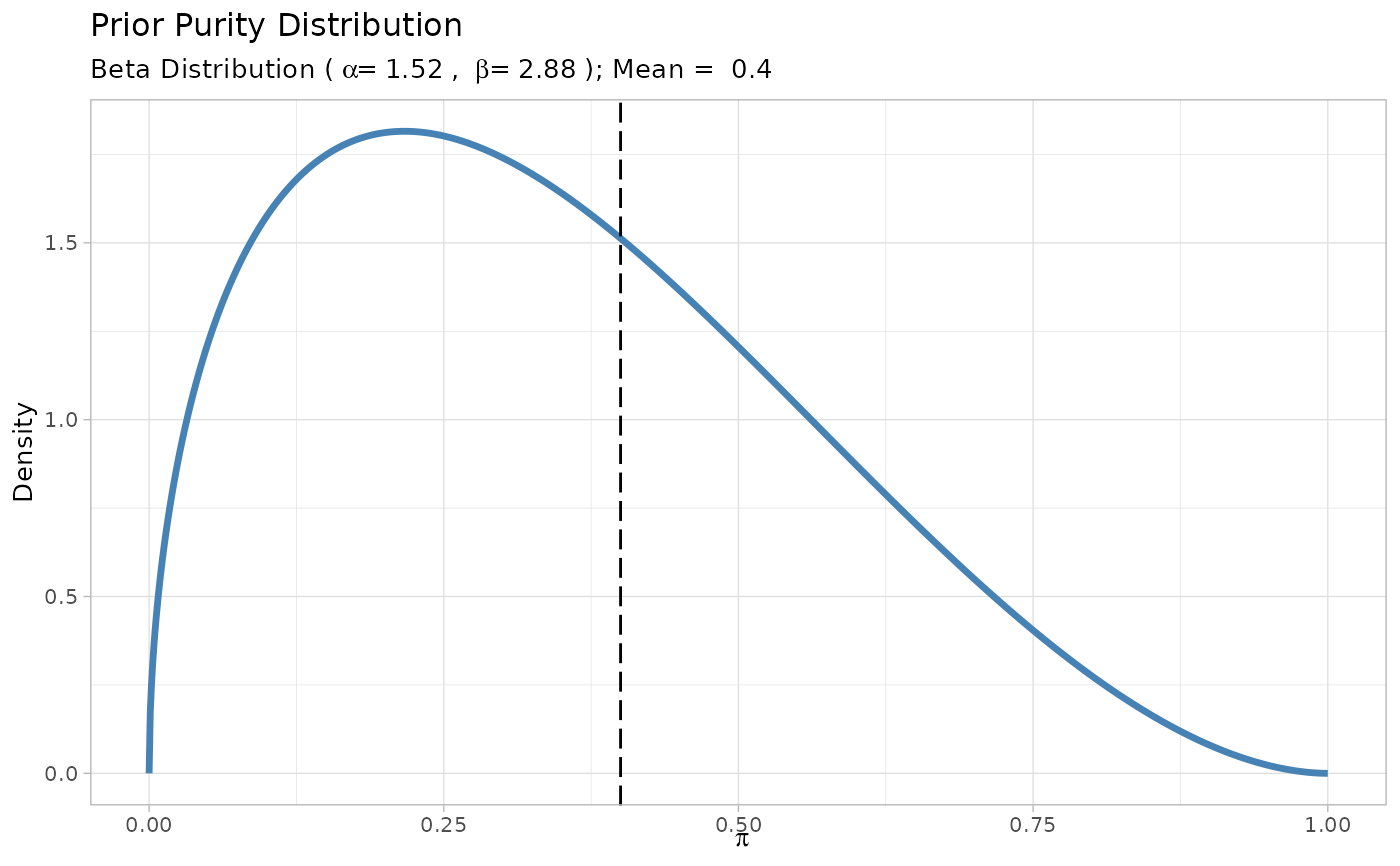 Prior Purity Distribution
Beta Distribution ( α= 1.52 ,  β= 2.88 ); Mean =  0.4
Density
1.5
1.0
0.5
0.0
0.00 0.25 0.50 0.75 1.00
π